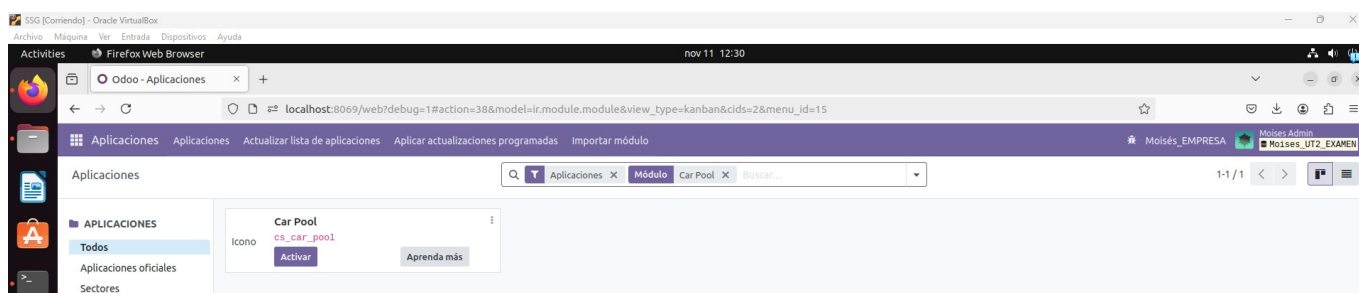 SSG [Corriendo] - Oracle VirtualBox
Archivo Máquina Ver Entrada Dispositivos Ayuda
Activities Firefox Web Browser nov 11 12:30
Odoo - Aplicaciones
localhost:8069/web?debug=1#action=38&model=ir.module.module&view_type=kanban&cids=2&menu_id=15
Aplicaciones Aplicaciones Actualizar lista de aplicaciones Aplicar actualizaciones programadas Importar módulo Moisés_EMPRESA Moises Admin
Moises_UT2_EXAMEN
Aplicaciones Aplicaciones Módulo Car Pool Buscar... 1-1 / 1
APLICACIONES
Todos
Aplicaciones oficiales
Sectores
Car Pool
Icono cs_car_pool
Activar Aprenda más